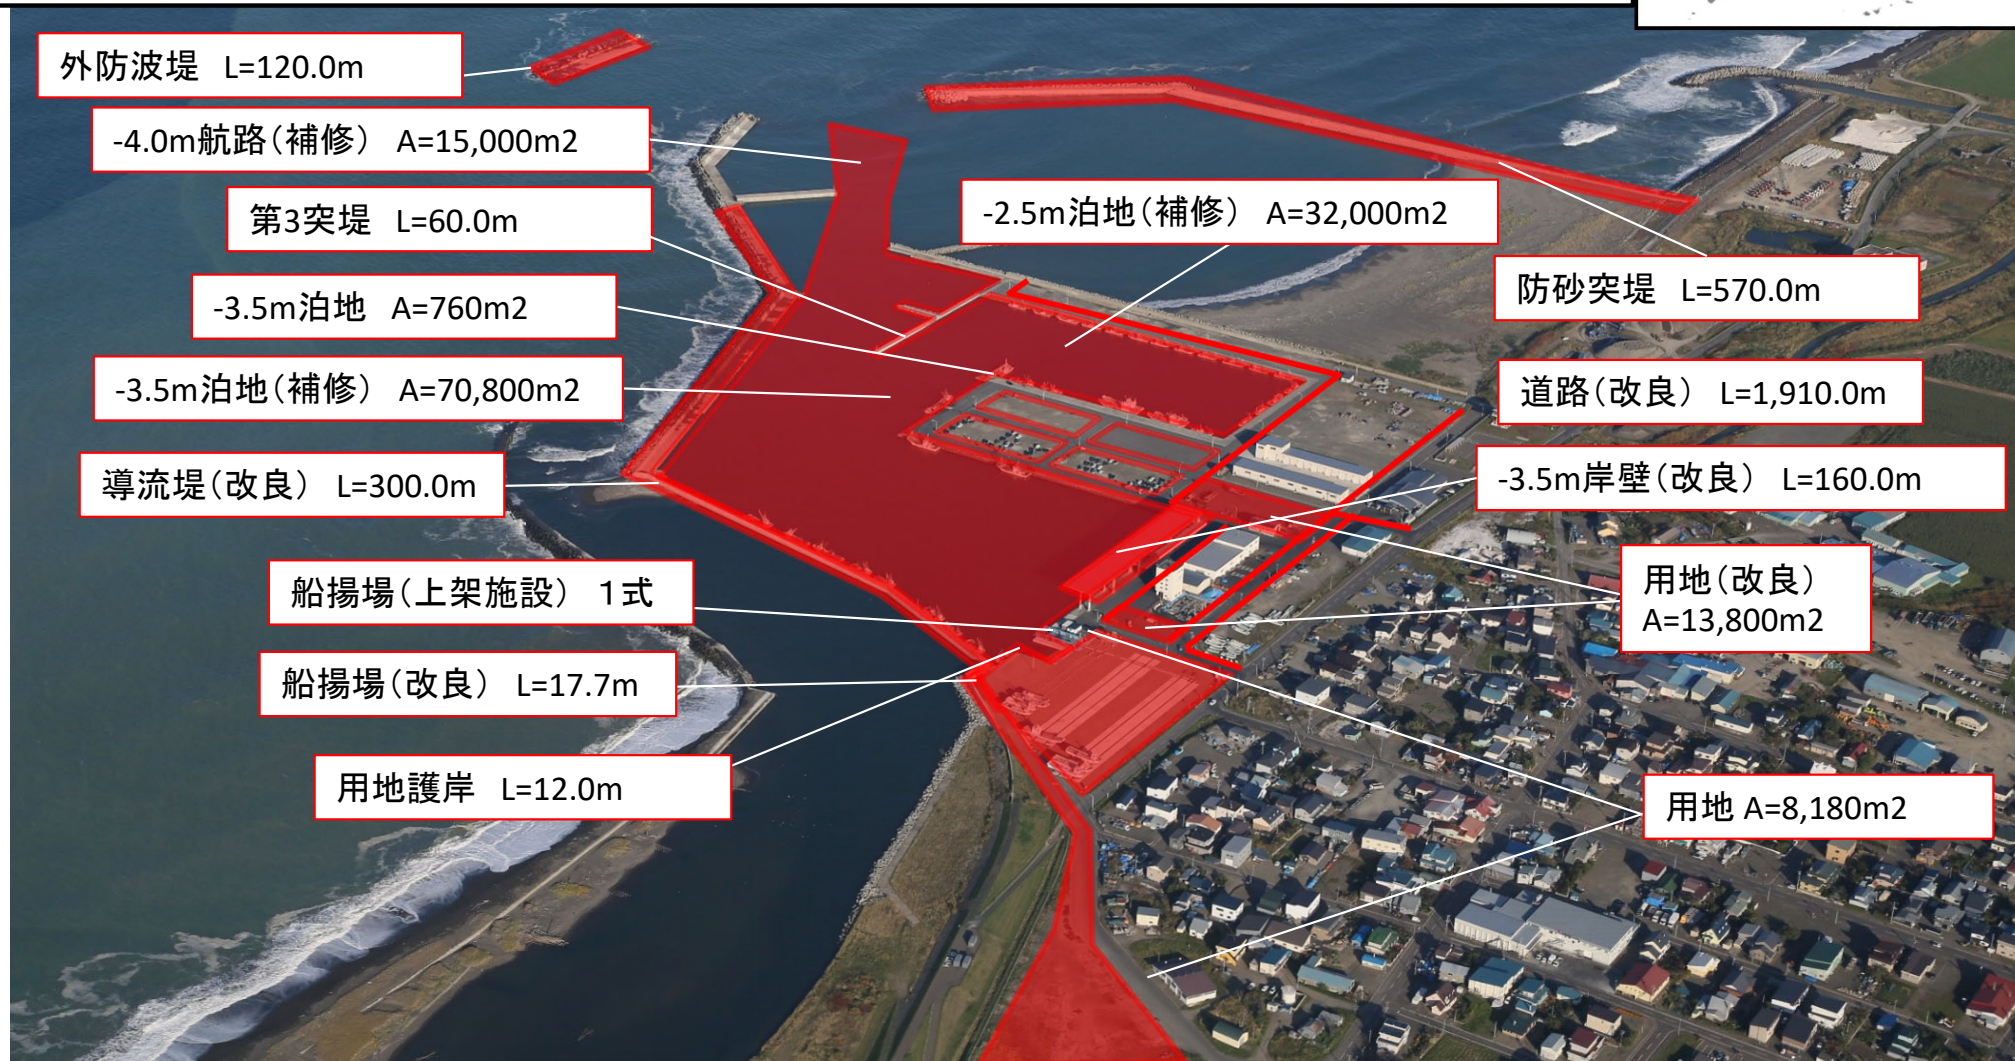 外防波堤 L=120.0m
-4.0m航路(補修) A=15,000m2
第3突堤 L=60.0m
-2.5m泊地(補修) A=32,000m2
防砂突堤 L=570.0m
-3.5m泊地 A=760m2
-3.5m泊地(補修) A=70,800m2
道路(改良) L=1,910.0m
導流堤(改良) L=300.0m
-3.5m岸壁(改良) L=160.0m
船揚場(上架施設) 1式
用地(改良)
A=13,800m2
船揚場(改良) L=17.7m
用地護岸 L=12.0m
用地 A=8,180m2